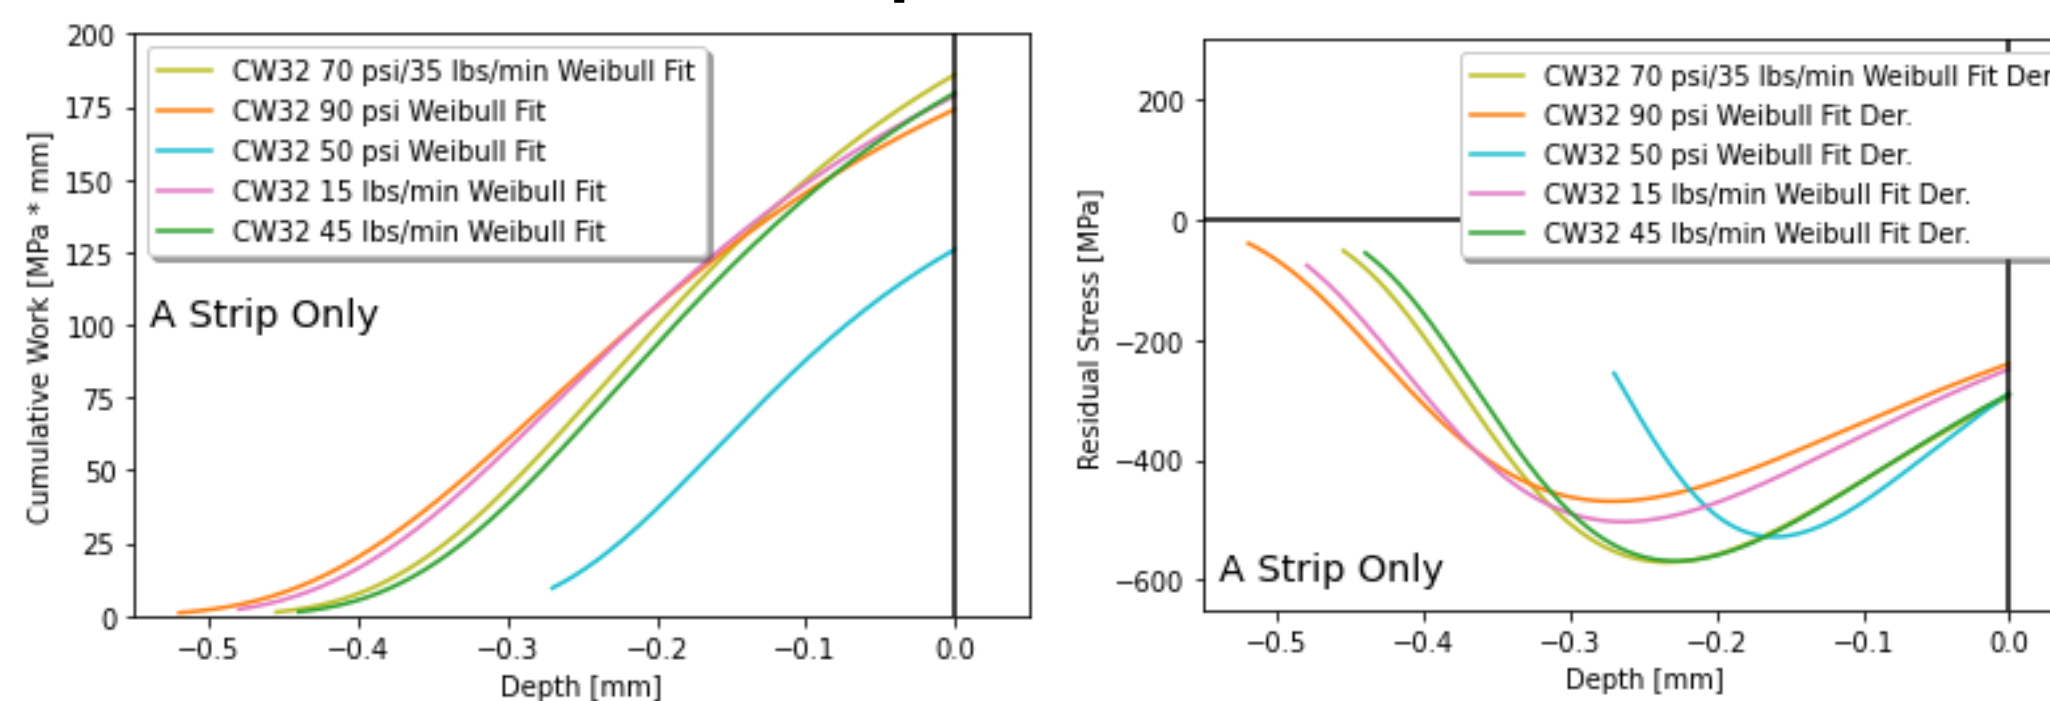 200
175
150
125
100
75
50
25
0
Cumulative Work [MPa * mm]
CW32 70 psi/35 lbs/min Weibull Fit
CW32 90 psi Weibull Fit
CW32 50 psi Weibull Fit
CW32 15 lbs/min Weibull Fit
CW32 45 lbs/min Weibull Fit
A Strip Only
−0.5 −0.4 −0.3 −0.2 −0.1 0.0
Depth [mm]
200
0
−200
−400
−600
Residual Stress [MPa]
CW32 70 psi/35 lbs/min Weibull Fit Der
CW32 90 psi Weibull Fit Der.
CW32 50 psi Weibull Fit Der.
CW32 15 lbs/min Weibull Fit Der.
CW32 45 lbs/min Weibull Fit Der.
A Strip Only
−0.5 −0.4 −0.3 −0.2 −0.1 0.0
Depth [mm]